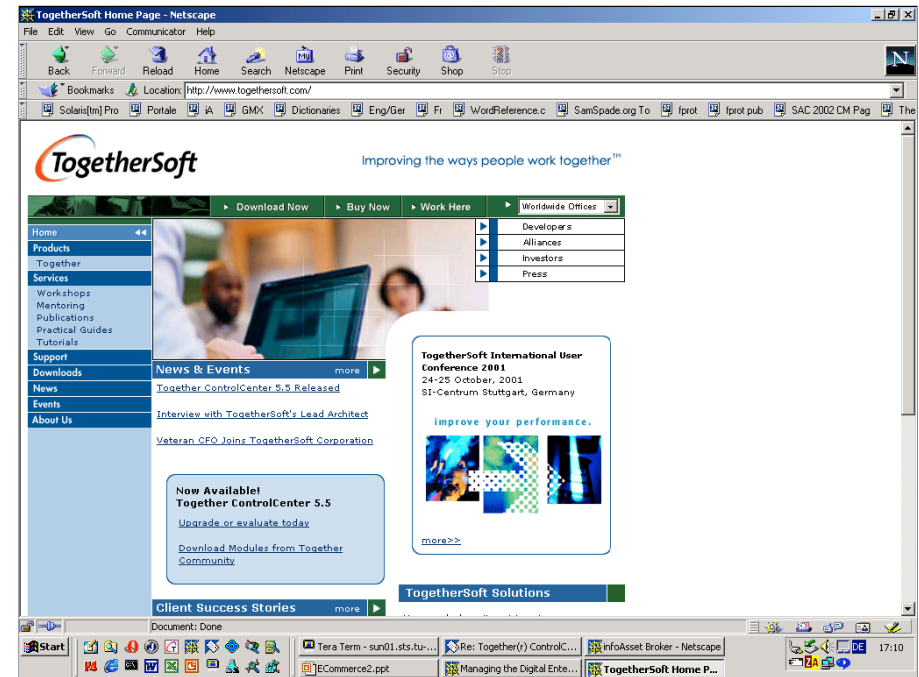 TogetherSoft Home Page - Netscape
File Edit View Go Communicator Help
Back Forward Reload Home Search Netscape Print Security Shop Stop
Bookmarks Location: http://www.togethersoft.com/
Solaris[tm] Pro Portale iA GMX Dictionaries Eng/Ger Fr WordReference.c SamSpade.org To fprot fprot pub SAC 2002 CM Pag The
TogetherSoft
Improving the ways people work together™
Download Now Buy Now Work Here Worldwide Offices
Home
Products
Together
Services
Workshops
Mentoring
Publications
Practical Guides
Tutorials
Support
Downloads
News
Events
About Us
Developers
Alliances
Investors
Press
News & Events more
Together ControlCenter 5.5 Released
Interview with TogetherSoft's Lead Architect
Veteran CFO Joins TogetherSoft Corporation
Now Available!
Together ControlCenter 5.5
Upgrade or evaluate today
Download Modules from Together
Community
Client Success Stories more
TogetherSoft International User
Conference 2001
24-25 October, 2001
SI-Centrum Stuttgart, Germany
improve your performance.
more>>
TogetherSoft Solutions
Document: Done
Start Tera Term - sun01.sts.tu-... Re: Together(r) ControlC... infoAsset Broker - Netscape DE 17:10
ECommerce2.ppt Managing the Digital Ente... TogetherSoft Home P... ZA